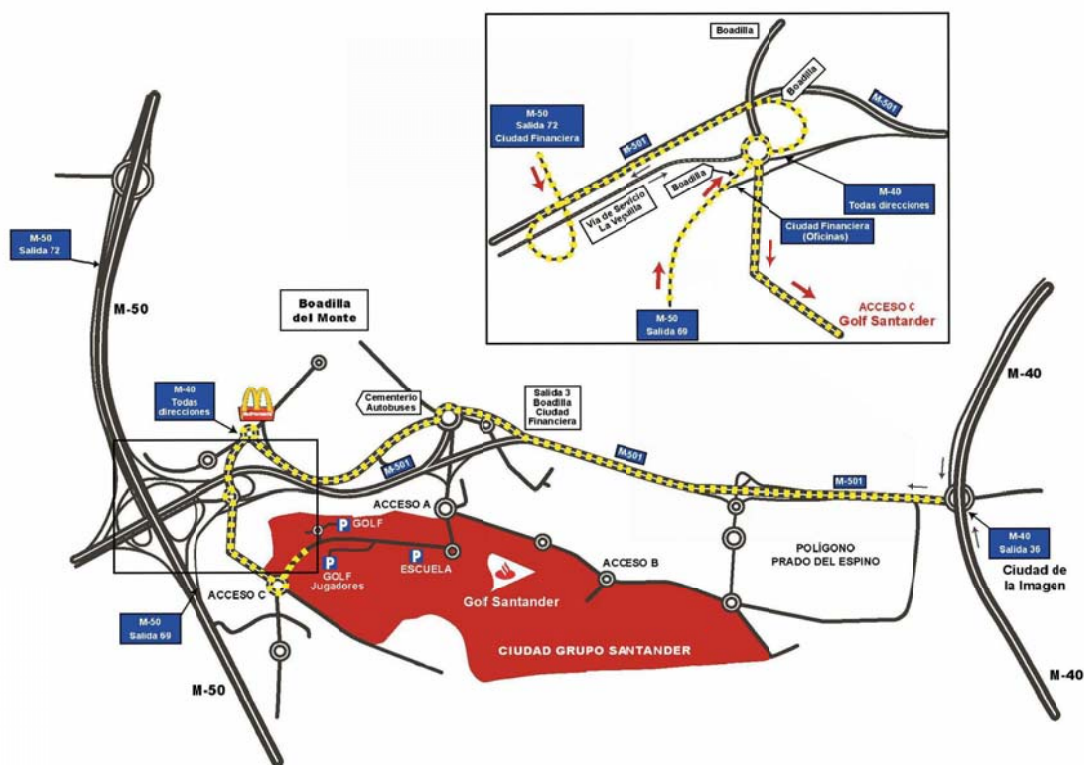 Boadilla
Boadilla
M-501
M-50
Salida 72
Ciudad Financiera
M-501
Boadilla
Vía de Servicio
La Veguilla
M-40
Todas direcciones
Ciudad Financiera
(Oficinas)
M-50
Salida 69
ACCESO C
Golf Santander
M-50
Salida 72
M-50
Boadilla
del Monte
M-40
M-40
Todas
direcciones
Cementerio
Autobuses
Salida 3
Boadilla
Ciudad
Financiera
M-501
M501
M-501
ACCESO A
P GOLF
P
GOLF
Jugadores
P
ESCUELA
ACCESO B
POLÍGONO
PRADO DEL ESPINO
M-40
Salida 36
Ciudad de
la Imagen
ACCESO C
Gof Santander
M-50
Salida 69
CIUDAD GRUPO SANTANDER
M-50
M-40